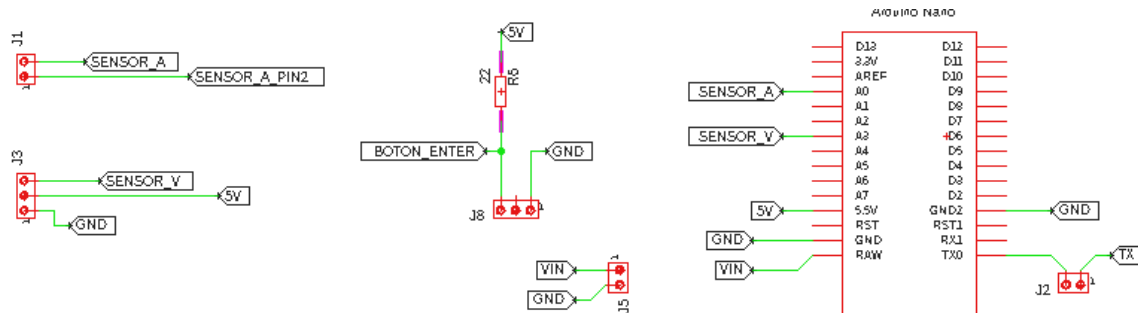 J1
SENSOR_A
SENSOR_A_PIN2
1
J3
SENSOR_V
5V
GND
1
5V
22
R6
BOTON_ENTER
GND
J8
1
VIN
GND
1
J5
Arduino Nano
SENSOR_A
SENSOR_V
5V
GND
VIN
D13
3.3V
AREF
A0
A1
A2
A3
A4
A5
A6
A7
5.5V
RST
GND
RAW
D12
D11
D10
D9
D8
D7
D6
D5
D4
D3
D2
GND2
RST1
RX1
TX0
GND
TX
J2
1